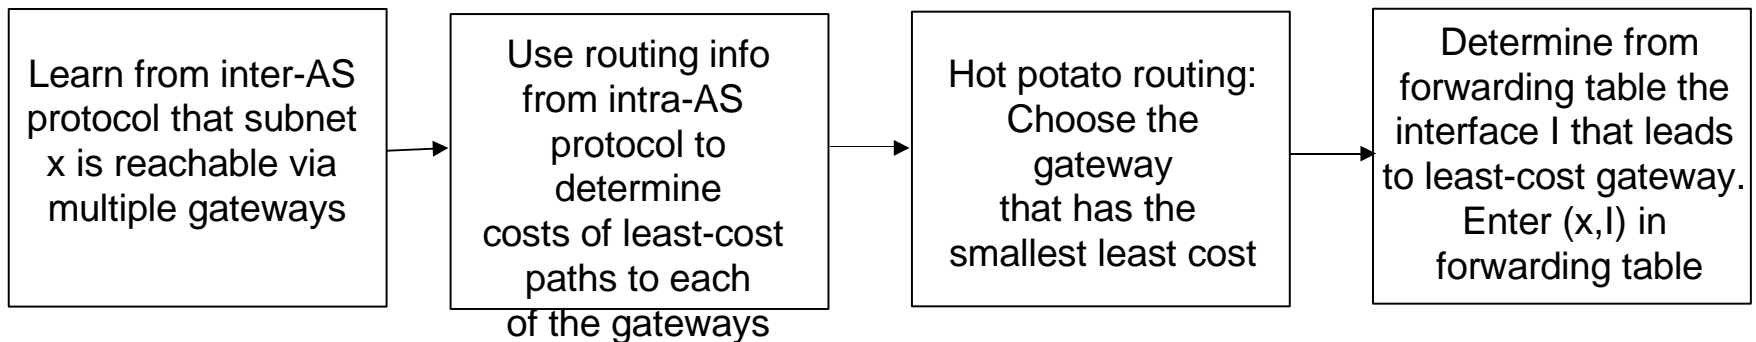 Learn from inter-AS
protocol that subnet
x is reachable via
multiple gateways
Use routing info
from intra-AS
protocol to
determine
costs of least-cost
paths to each
of the gateways
Hot potato routing:
Choose the
gateway
that has the
smallest least cost
Determine from
forwarding table the
interface I that leads
to least-cost gateway.
Enter (x,I) in
forwarding table